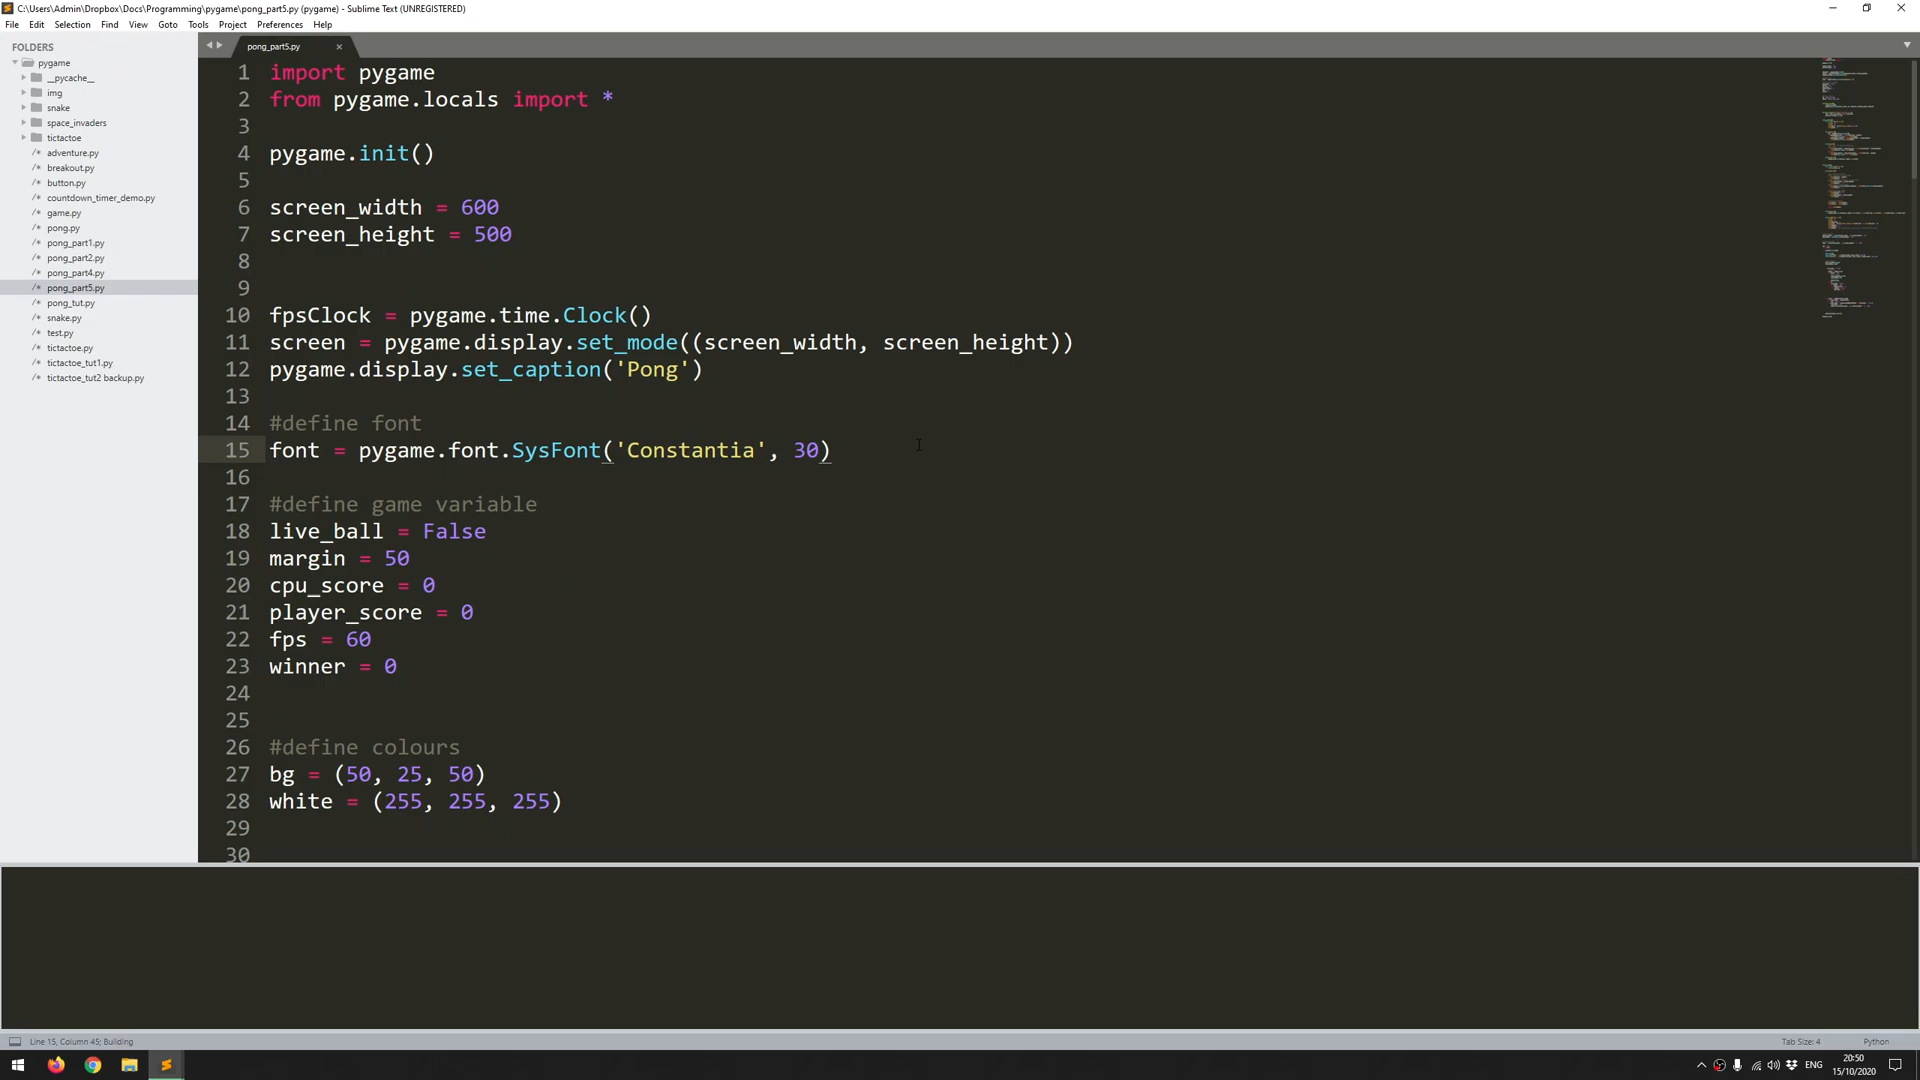 C:\Users\Admin\Dropbox\Docs\Programming\pygame\pong_part5.py (pygame) - Sublime Text (UNREGISTERED)
File Edit Selection Find View Goto Tools Project Preferences Help
FOLDERS
pygame
__pycache__
img
snake
space_invaders
tictactoe
adventure.py
breakout.py
button.py
countdown_timer_demo.py
game.py
pong.py
pong_part1.py
pong_part2.py
pong_part4.py
pong_part5.py
pong_tut.py
snake.py
test.py
tictactoe.py
tictactoe_tut1.py
tictactoe_tut2 backup.py
pong_part5.py
1 import pygame
2 from pygame.locals import *
3
4 pygame.init()
5
6 screen_width = 600
7 screen_height = 500
8
9
10 fpsClock = pygame.time.Clock()
11 screen = pygame.display.set_mode((screen_width, screen_height))
12 pygame.display.set_caption('Pong')
13
14 #define font
15 font = pygame.font.SysFont('Constantia', 30)
16
17 #define game variable
18 live_ball = False
19 margin = 50
20 cpu_score = 0
21 player_score = 0
22 fps = 60
23 winner = 0
24
25
26 #define colours
27 bg = (50, 25, 50)
28 white = (255, 255, 255)
29
30
Line 15, Column 45; Building
Tab Size: 4
Python
ENG
20:50
15/10/2020